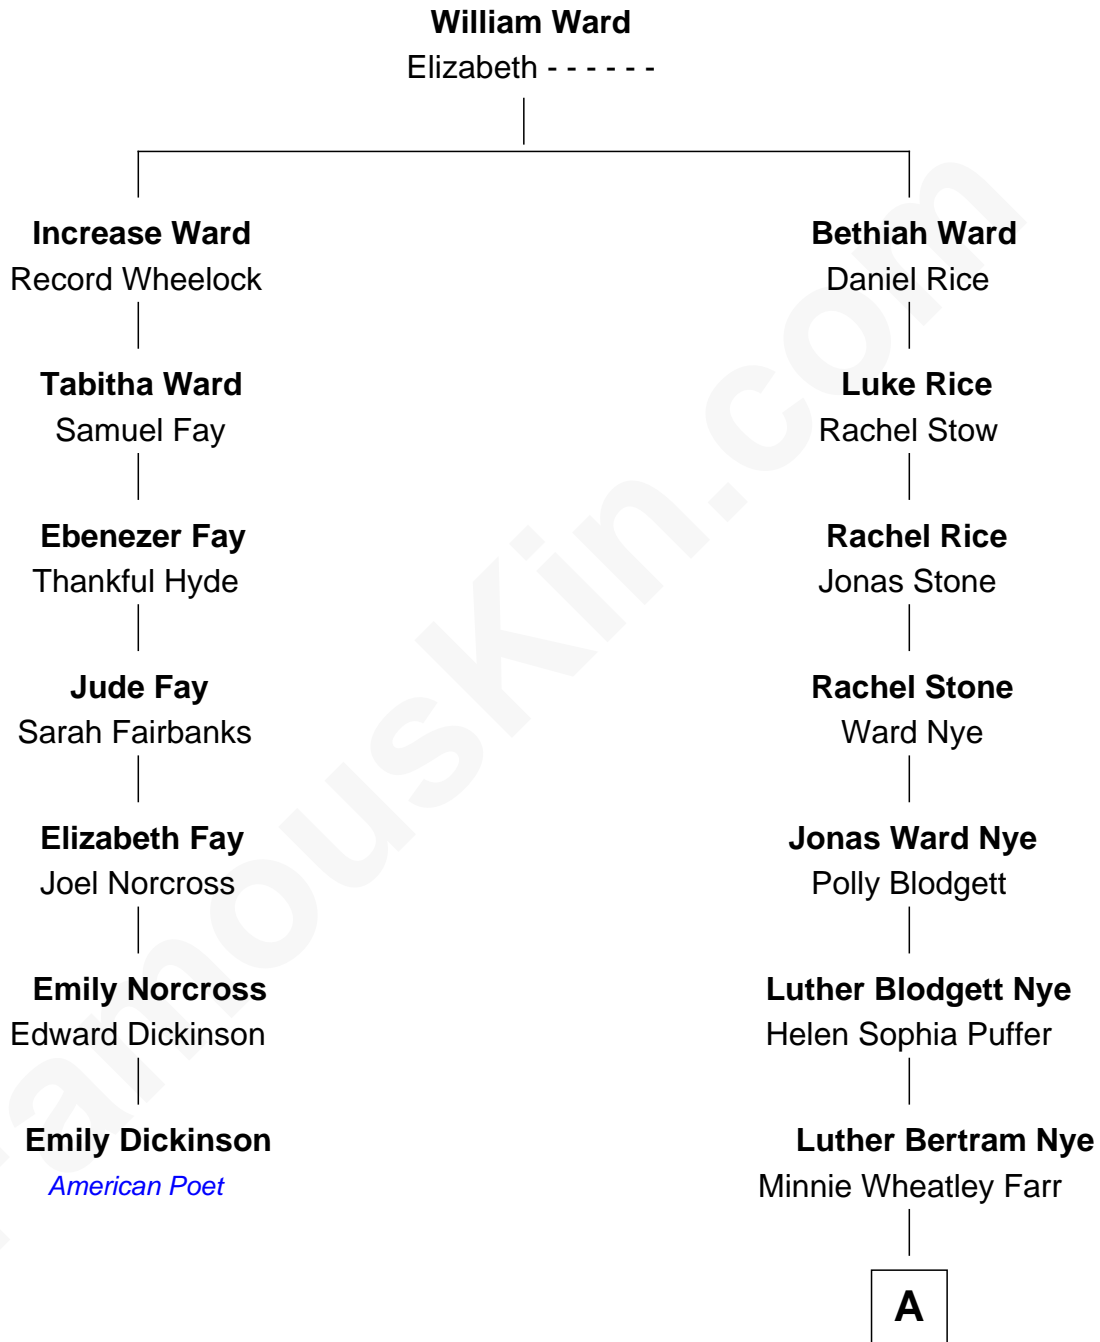 William Ward
Elizabeth - - - - - -
Increase Ward
Record Wheelock
Bethiah Ward
Daniel Rice
Tabitha Ward
Samuel Fay
Luke Rice
Rachel Stow
Ebenezer Fay
Thankful Hyde
Rachel Rice
Jonas Stone
Jude Fay
Sarah Fairbanks
Rachel Stone
Ward Nye
Elizabeth Fay
Joel Norcross
Jonas Ward Nye
Polly Blodgett
Emily Norcross
Edward Dickinson
Luther Blodgett Nye
Helen Sophia Puffer
Emily Dickinson
American Poet
Luther Bertram Nye
Minnie Wheatley Farr
A
FamousKin.com